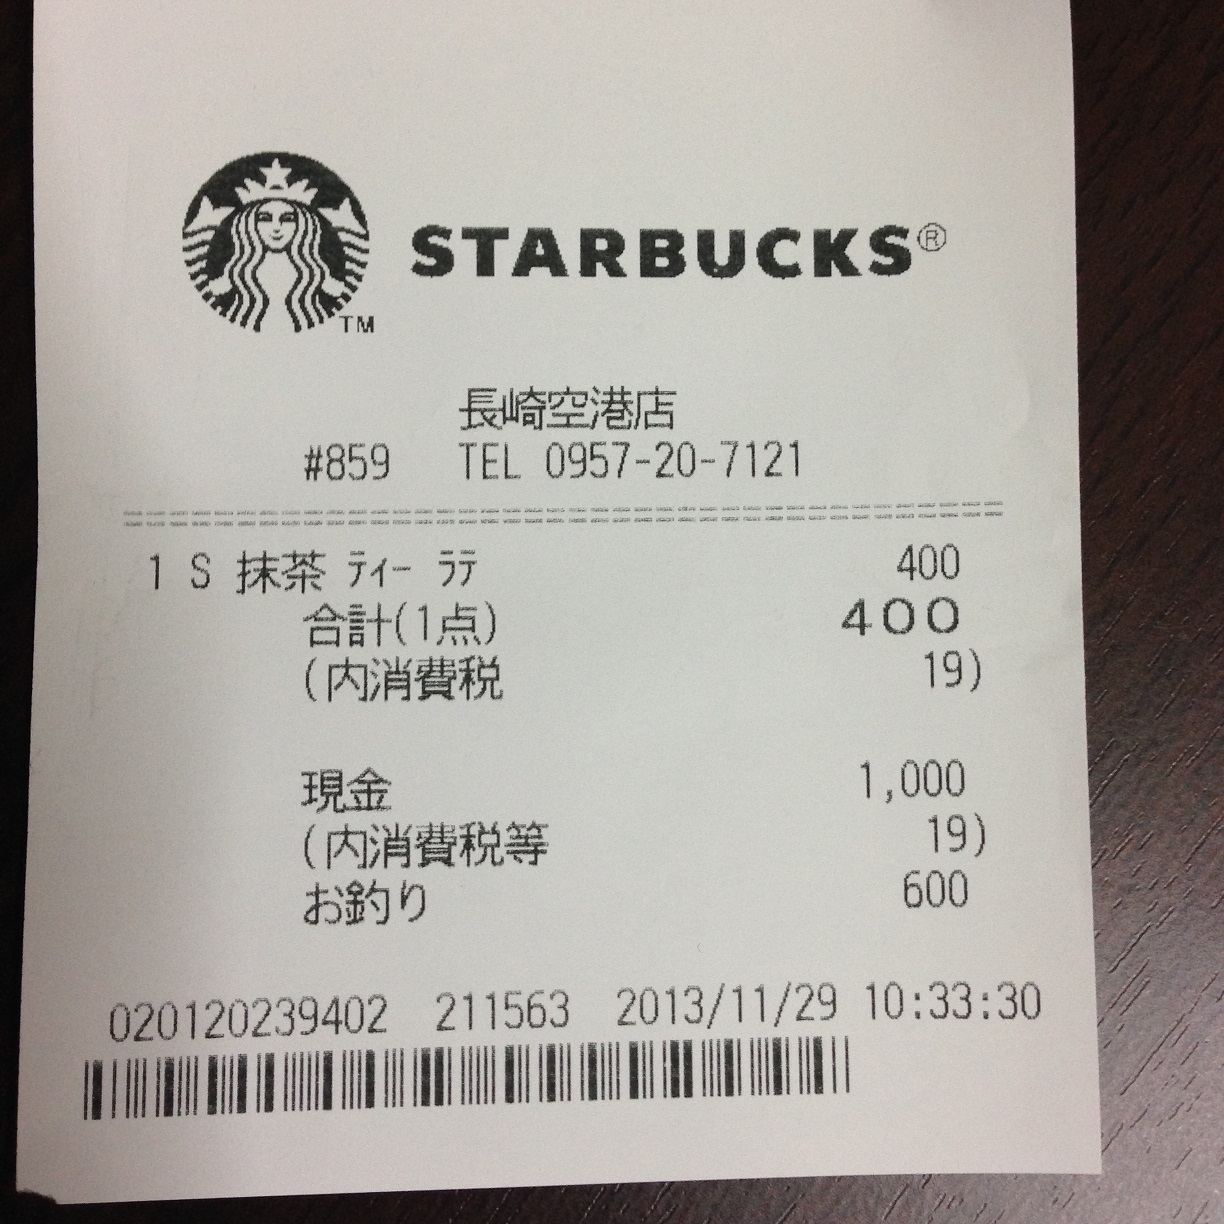 STARBUCKS®
TM
長崎空港店
#859 TEL 0957-20-7121
1 S 抹茶 ティー ラテ 400
合計(1点) 400
(内消費税 19)
現金 1,000
(内消費税等 19)
お釣り 600
020120239402 211563 2013/11/29 10:33:30